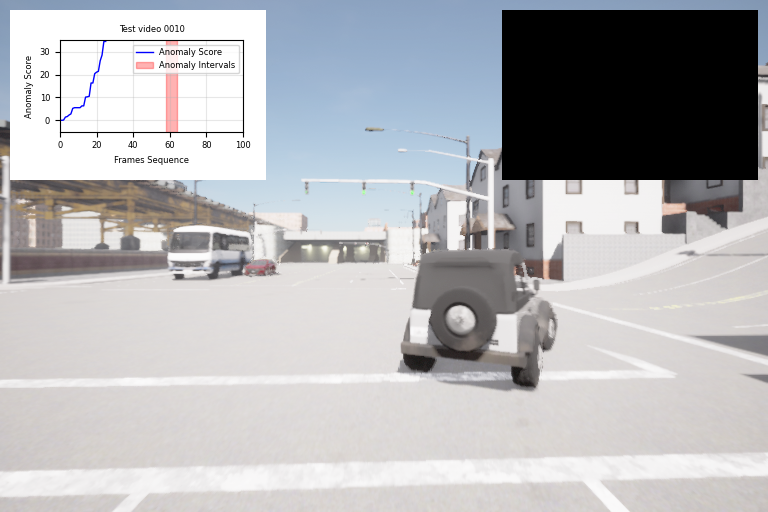 Test video 0010
Anomaly Score
30
20
10
0
Anomaly Score
Anomaly Intervals
0 20 40 60 80 100
Frames Sequence